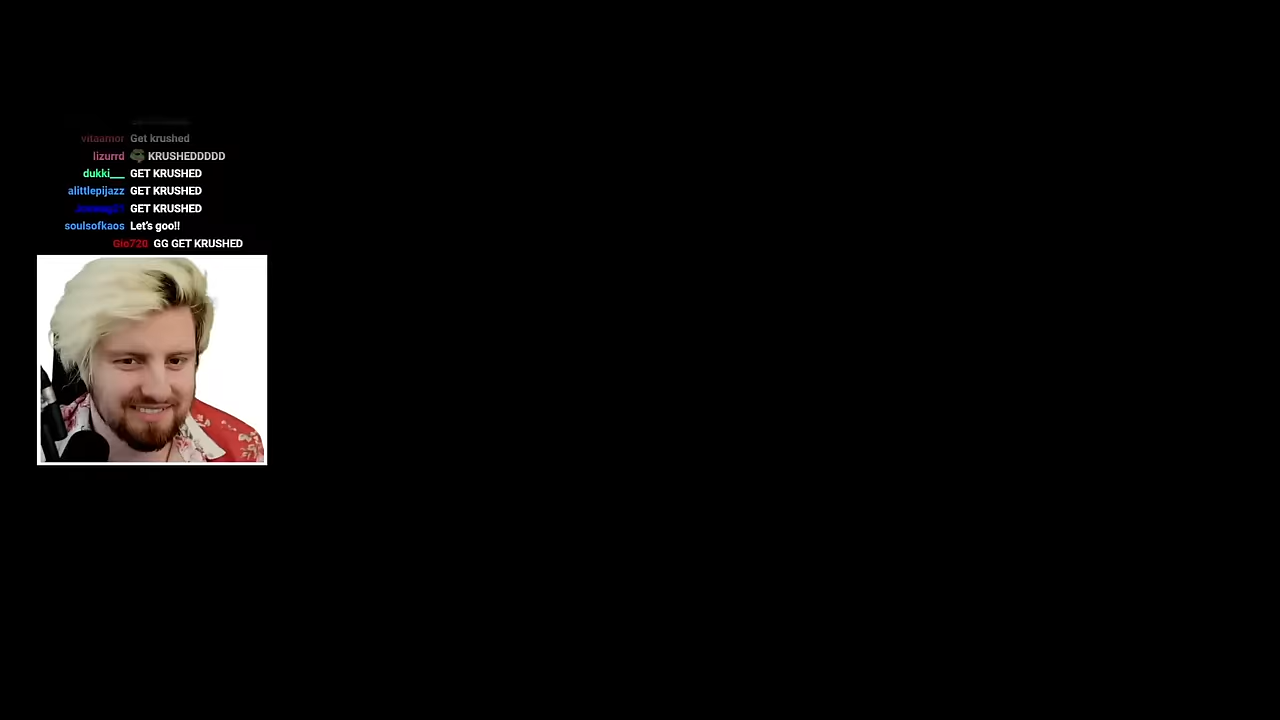 vitaamor Get krushed
lizurrd KRUSHEDDDDD
dukki___ GET KRUSHED
alittlepijazz GET KRUSHED
GET KRUSHED
soulsofkaos Let's goo!!
Gio720 GG GET KRUSHED